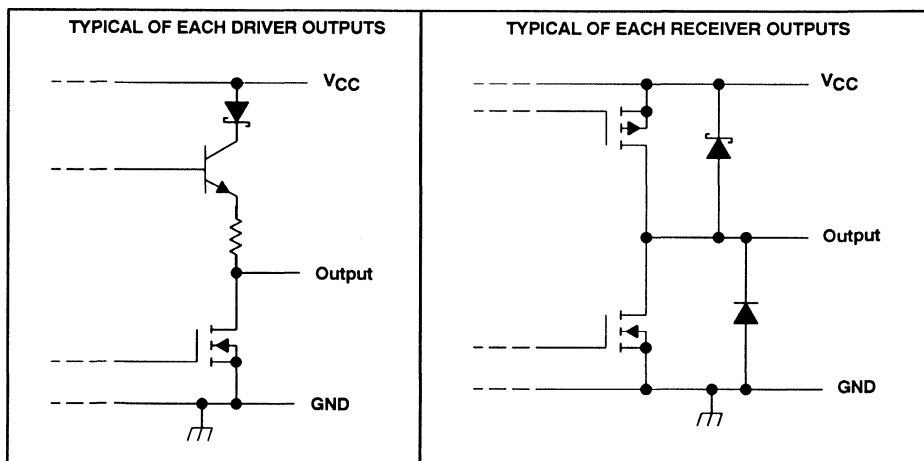 TYPICAL OF EACH DRIVER OUTPUTS
VCC
Output
GND
TYPICAL OF EACH RECEIVER OUTPUTS
VCC
Output
GND